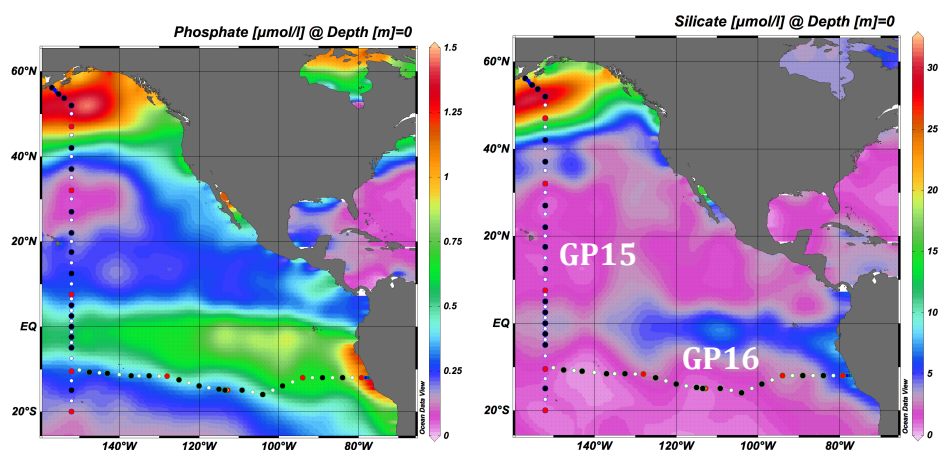 Phosphate [μmol/l] @ Depth [m]=0
60°N
40°N
20°N
EQ
20°S
140°W
120°W
100°W
80°W
1.5
1.25
1
0.75
0.5
0.25
0
Ocean Data View
Silicate [μmol/l] @ Depth [m]=0
60°N
40°N
20°N
EQ
20°S
140°W
120°W
100°W
80°W
30
25
20
15
10
5
0
Ocean Data View
GP15
GP16